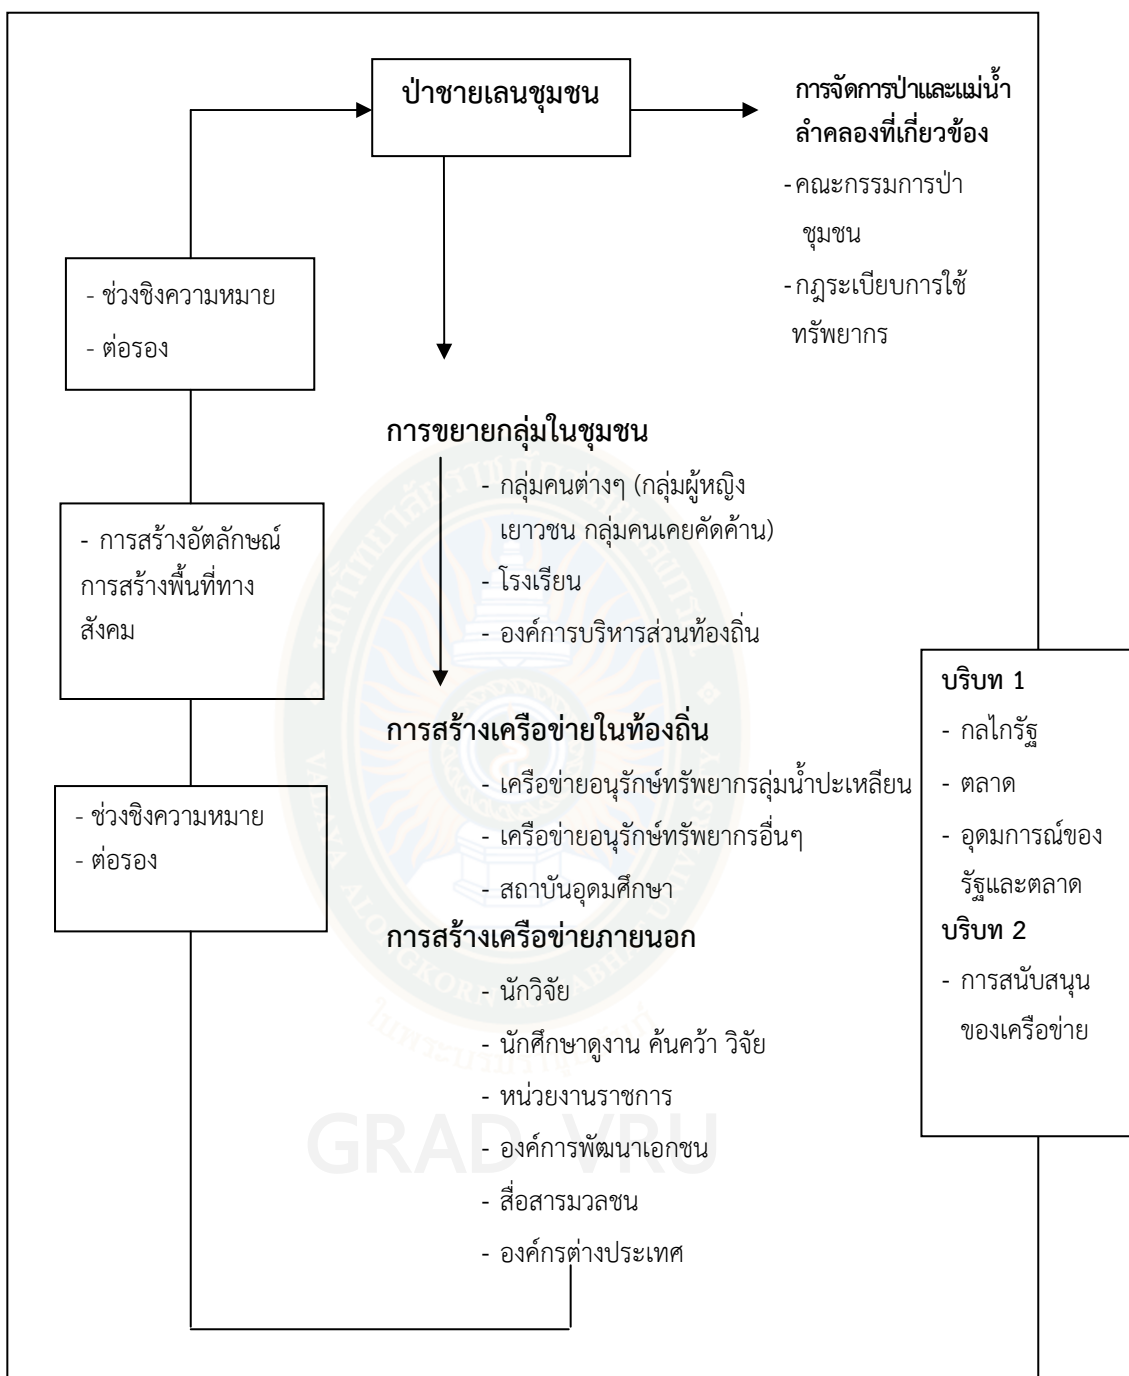 ป่าชายเลนชุมชน
การจัดการป่าและแม่น้ำ
ลำคลองที่เกี่ยวข้อง
-คณะกรรมการป่า
ชุมชน
-กฎระเบียบการใช้
ทรัพยากร
- ช่วงชิงความหมาย
- ต่อรอง
การขยายกลุ่มในชุมชน
- กลุ่มคนต่างๆ (กลุ่มผู้หญิง
เยาวชน กลุ่มคนเคยคัดค้าน)
- โรงเรียน
- องค์การบริหารส่วนท้องถิ่น
- การสร้างอัตลักษณ์
การสร้างพื้นที่ทาง
สังคม
การสร้างเครือข่ายในท้องถิ่น
- เครือข่ายอนุรักษ์ทรัพยากรลุ่มน้ำปะเหลียน
- เครือข่ายอนุรักษ์ทรัพยากรอื่นๆ
- สถาบันอุดมศึกษา
- ช่วงชิงความหมาย
- ต่อรอง
การสร้างเครือข่ายภายนอก
- นักวิจัย
- นักศึกษาดูงาน ค้นคว้า วิจัย
- หน่วยงานราชการ
- องค์การพัฒนาเอกชน
- สื่อสารมวลชน
- องค์กรต่างประเทศ
บริบท 1
- กลไกรัฐ
- ตลาด
- อุดมการณ์ของ
รัฐและตลาด
บริบท 2
- การสนับสนุน
ของเครือข่าย
GRAD VRU